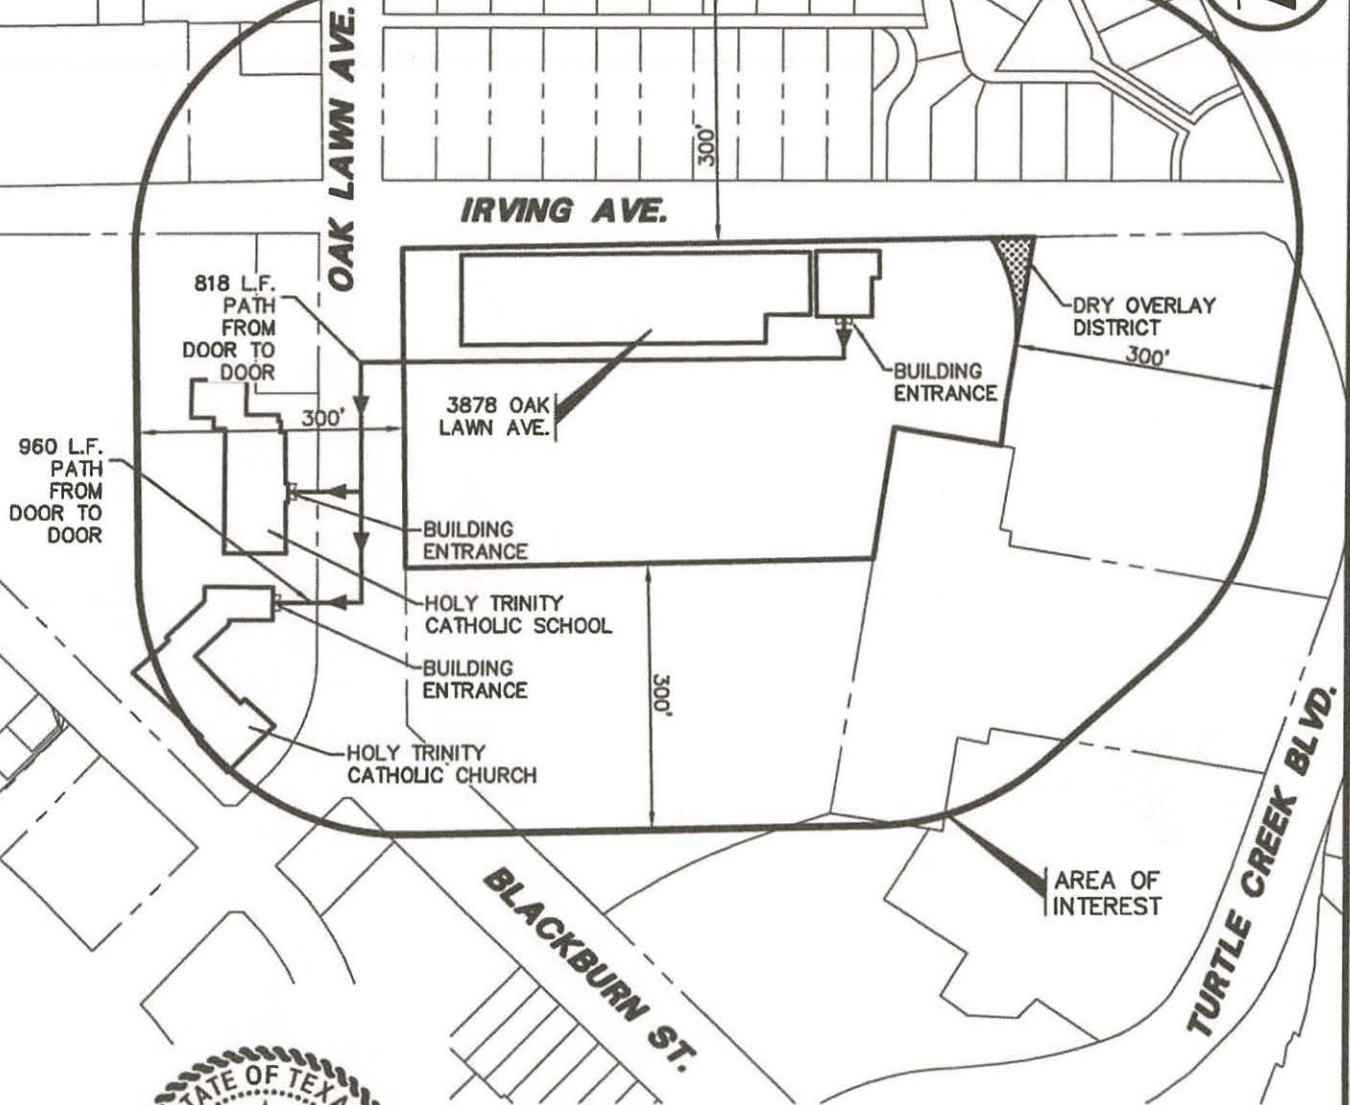 OAK LAWN AVE.
300'
IRVING AVE.
818 L.F.
PATH
FROM
DOOR TO
DOOR
DRY OVERLAY
DISTRICT
300'
BUILDING
ENTRANCE
3878 OAK
LAWN AVE.
300'
960 L.F.
PATH
FROM
DOOR TO
DOOR
BUILDING
ENTRANCE
HOLY TRINITY
CATHOLIC SCHOOL
BUILDING
ENTRANCE
300'
HOLY TRINITY
CATHOLIC CHURCH
AREA OF
INTEREST
BLACKBURN ST.
TURTLE CREEK BLVD.
TATE OF TEXA